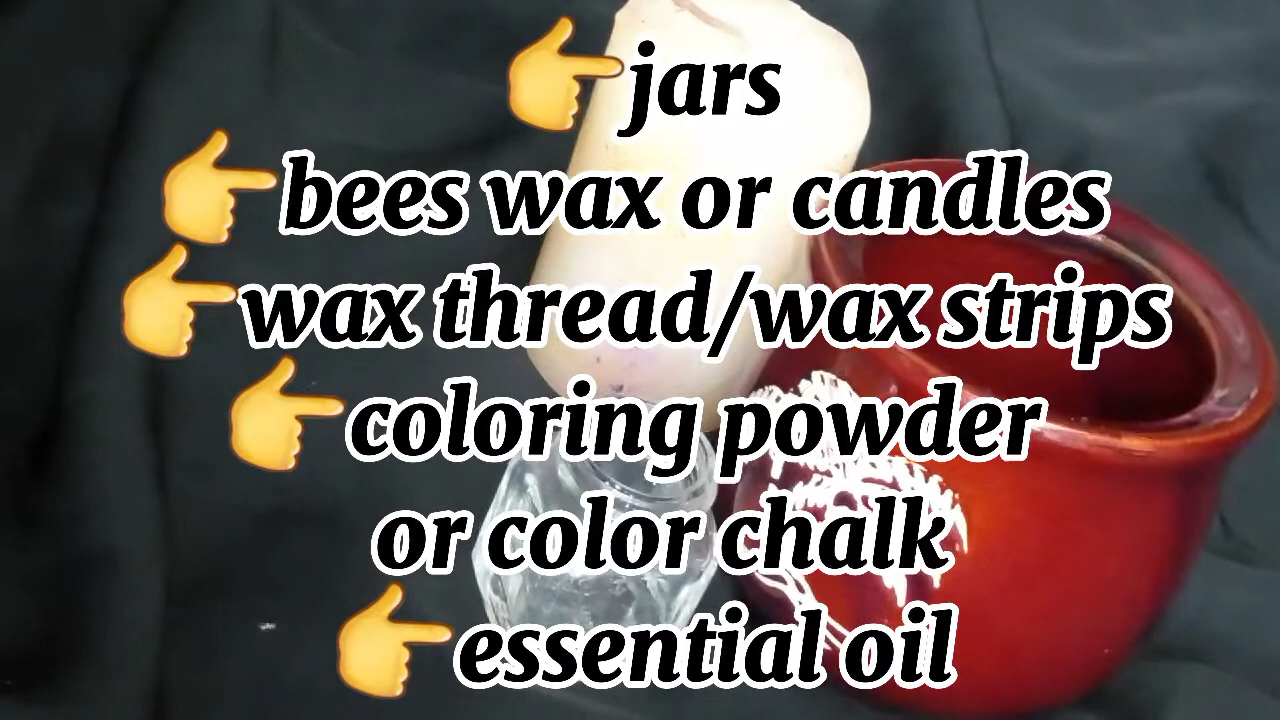 👉jars
👉bees wax or candles
👉wax thread/wax strips
👉coloring powder
or color chalk
👉essential oil